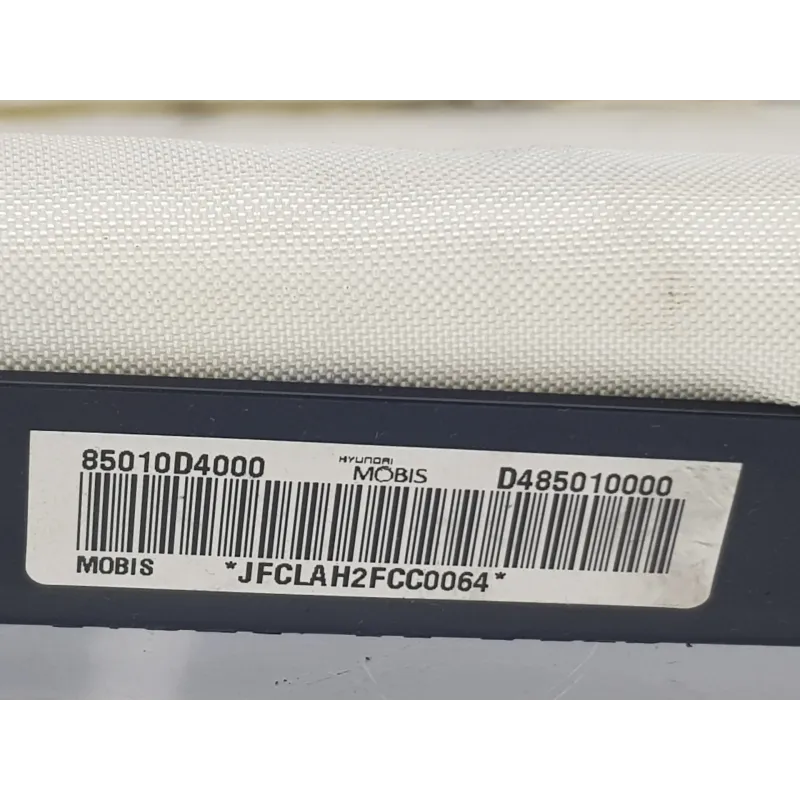 85010D4000
HYUNDAI
MOBIS
D485010000
MOBIS
*JFCLAH2FCC0064*